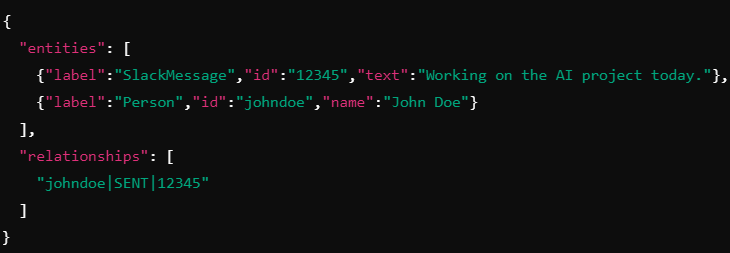 {
  "entities": [
    {"label":"SlackMessage","id":"12345","text":"Working on the AI project today."},
    {"label":"Person","id":"johndoe","name":"John Doe"}
  ],
  "relationships": [
    "johndoe|SENT|12345"
  ]
}